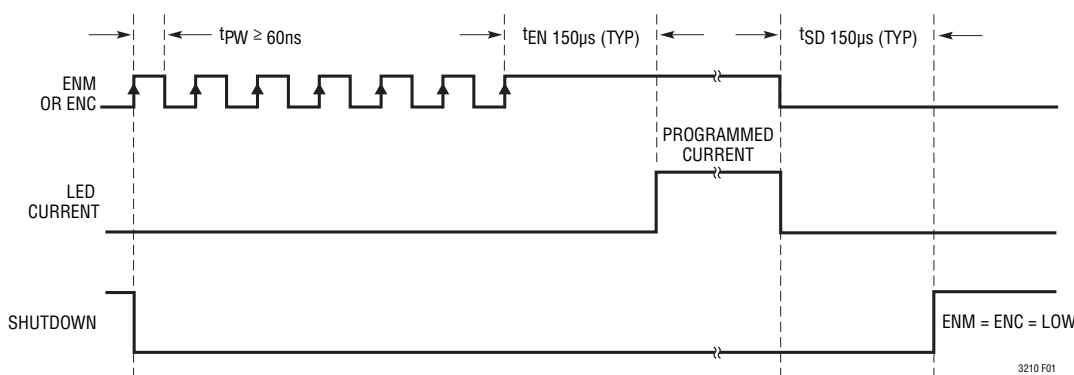 tPW ≥ 60ns
tEN 150µs (TYP)
tSD 150µs (TYP)
ENM
OR ENC
PROGRAMMED
CURRENT
LED
CURRENT
SHUTDOWN
ENM = ENC = LOW
3210 F01